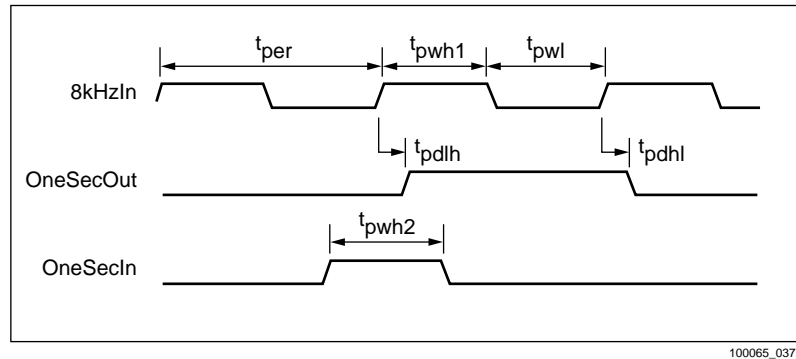 tper
tpwh1
tpwl
8kHzIn
tpdlh
tpdhl
OneSecOut
tpwh2
OneSecIn
100065_037